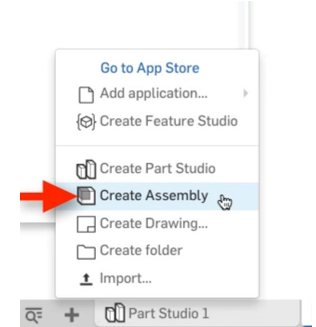 Go to App Store
Add application...
Create Feature Studio
Create Part Studio
Create Assembly
Create Drawing...
Create folder
Import...
Part Studio 1